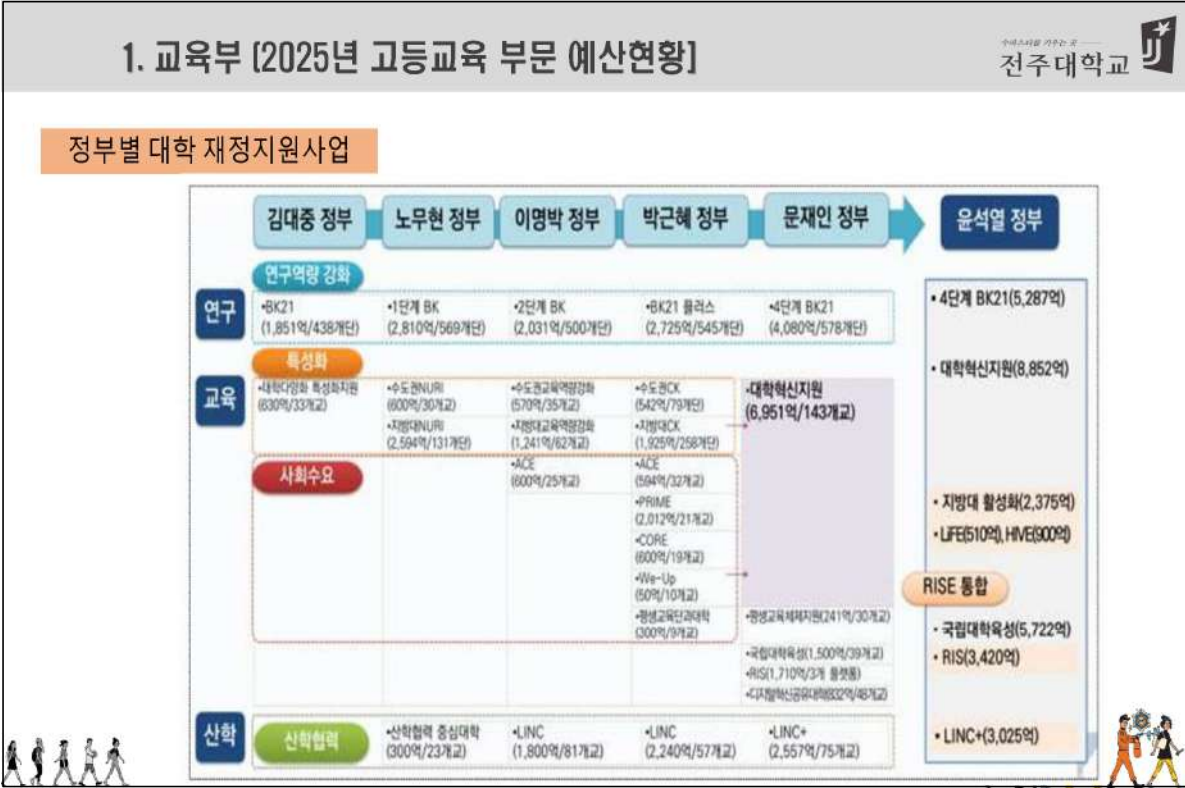 1. 교육부 [2025년 고등교육 부문 예산현황]
전주대학교
정부별 대학 재정지원사업
김대중 정부
노무현 정부
이명박 정부
박근혜 정부
문재인 정부
윤석열 정부
연구역량 강화
연구
•BK21
(1,851억/438개단)
•1단계 BK
(2,810억/569개단)
•2단계 BK
(2,031억/500개단)
•BK21 플러스
(2,725억/545개단)
•4단계 BK21
(4,080억/578개단)
• 4단계 BK21(5,287억)
특성화
교육
•대학다양화 특성화지원
(630억/33개교)
•수도권NURI
(600억/30개교)
•지방대NURI
(2,594억/131개단)
•수도권교육역량강화
(570억/35개교)
•지방대교육역량강화
(1,241억/62개교)
•수도권CK
(542억/79개단)
•지방대CK
(1,925억/258개단)
•대학혁신지원
(6,951억/143개교)
• 대학혁신지원(8,852억)
사회수요
•ACE
(600억/25개교)
•ACE
(594억/32개교)
•PRIME
(2,012억/21개교)
•CORE
(600억/19개교)
•We-Up
(50억/10개교)
•평생교육단과대학
(300억/9개교)
•평생교육체제지원(241억/30개교)
•국립대학육성(1,500억/39개교)
•RIS(1,710억/3개 플랫폼)
•디지털혁신공유대학(832억/48개교)
• 지방대 활성화(2,375억)
• LiFE(510억), HIVE(900억)
RISE 통합
• 국립대학육성(5,722억)
• RIS(3,420억)
산학
산학협력
•산학협력 중심대학
(300억/23개교)
•LINC
(1,800억/81개교)
•LINC
(2,240억/57개교)
•LINC+
(2,557억/75개교)
• LINC+(3,025억)